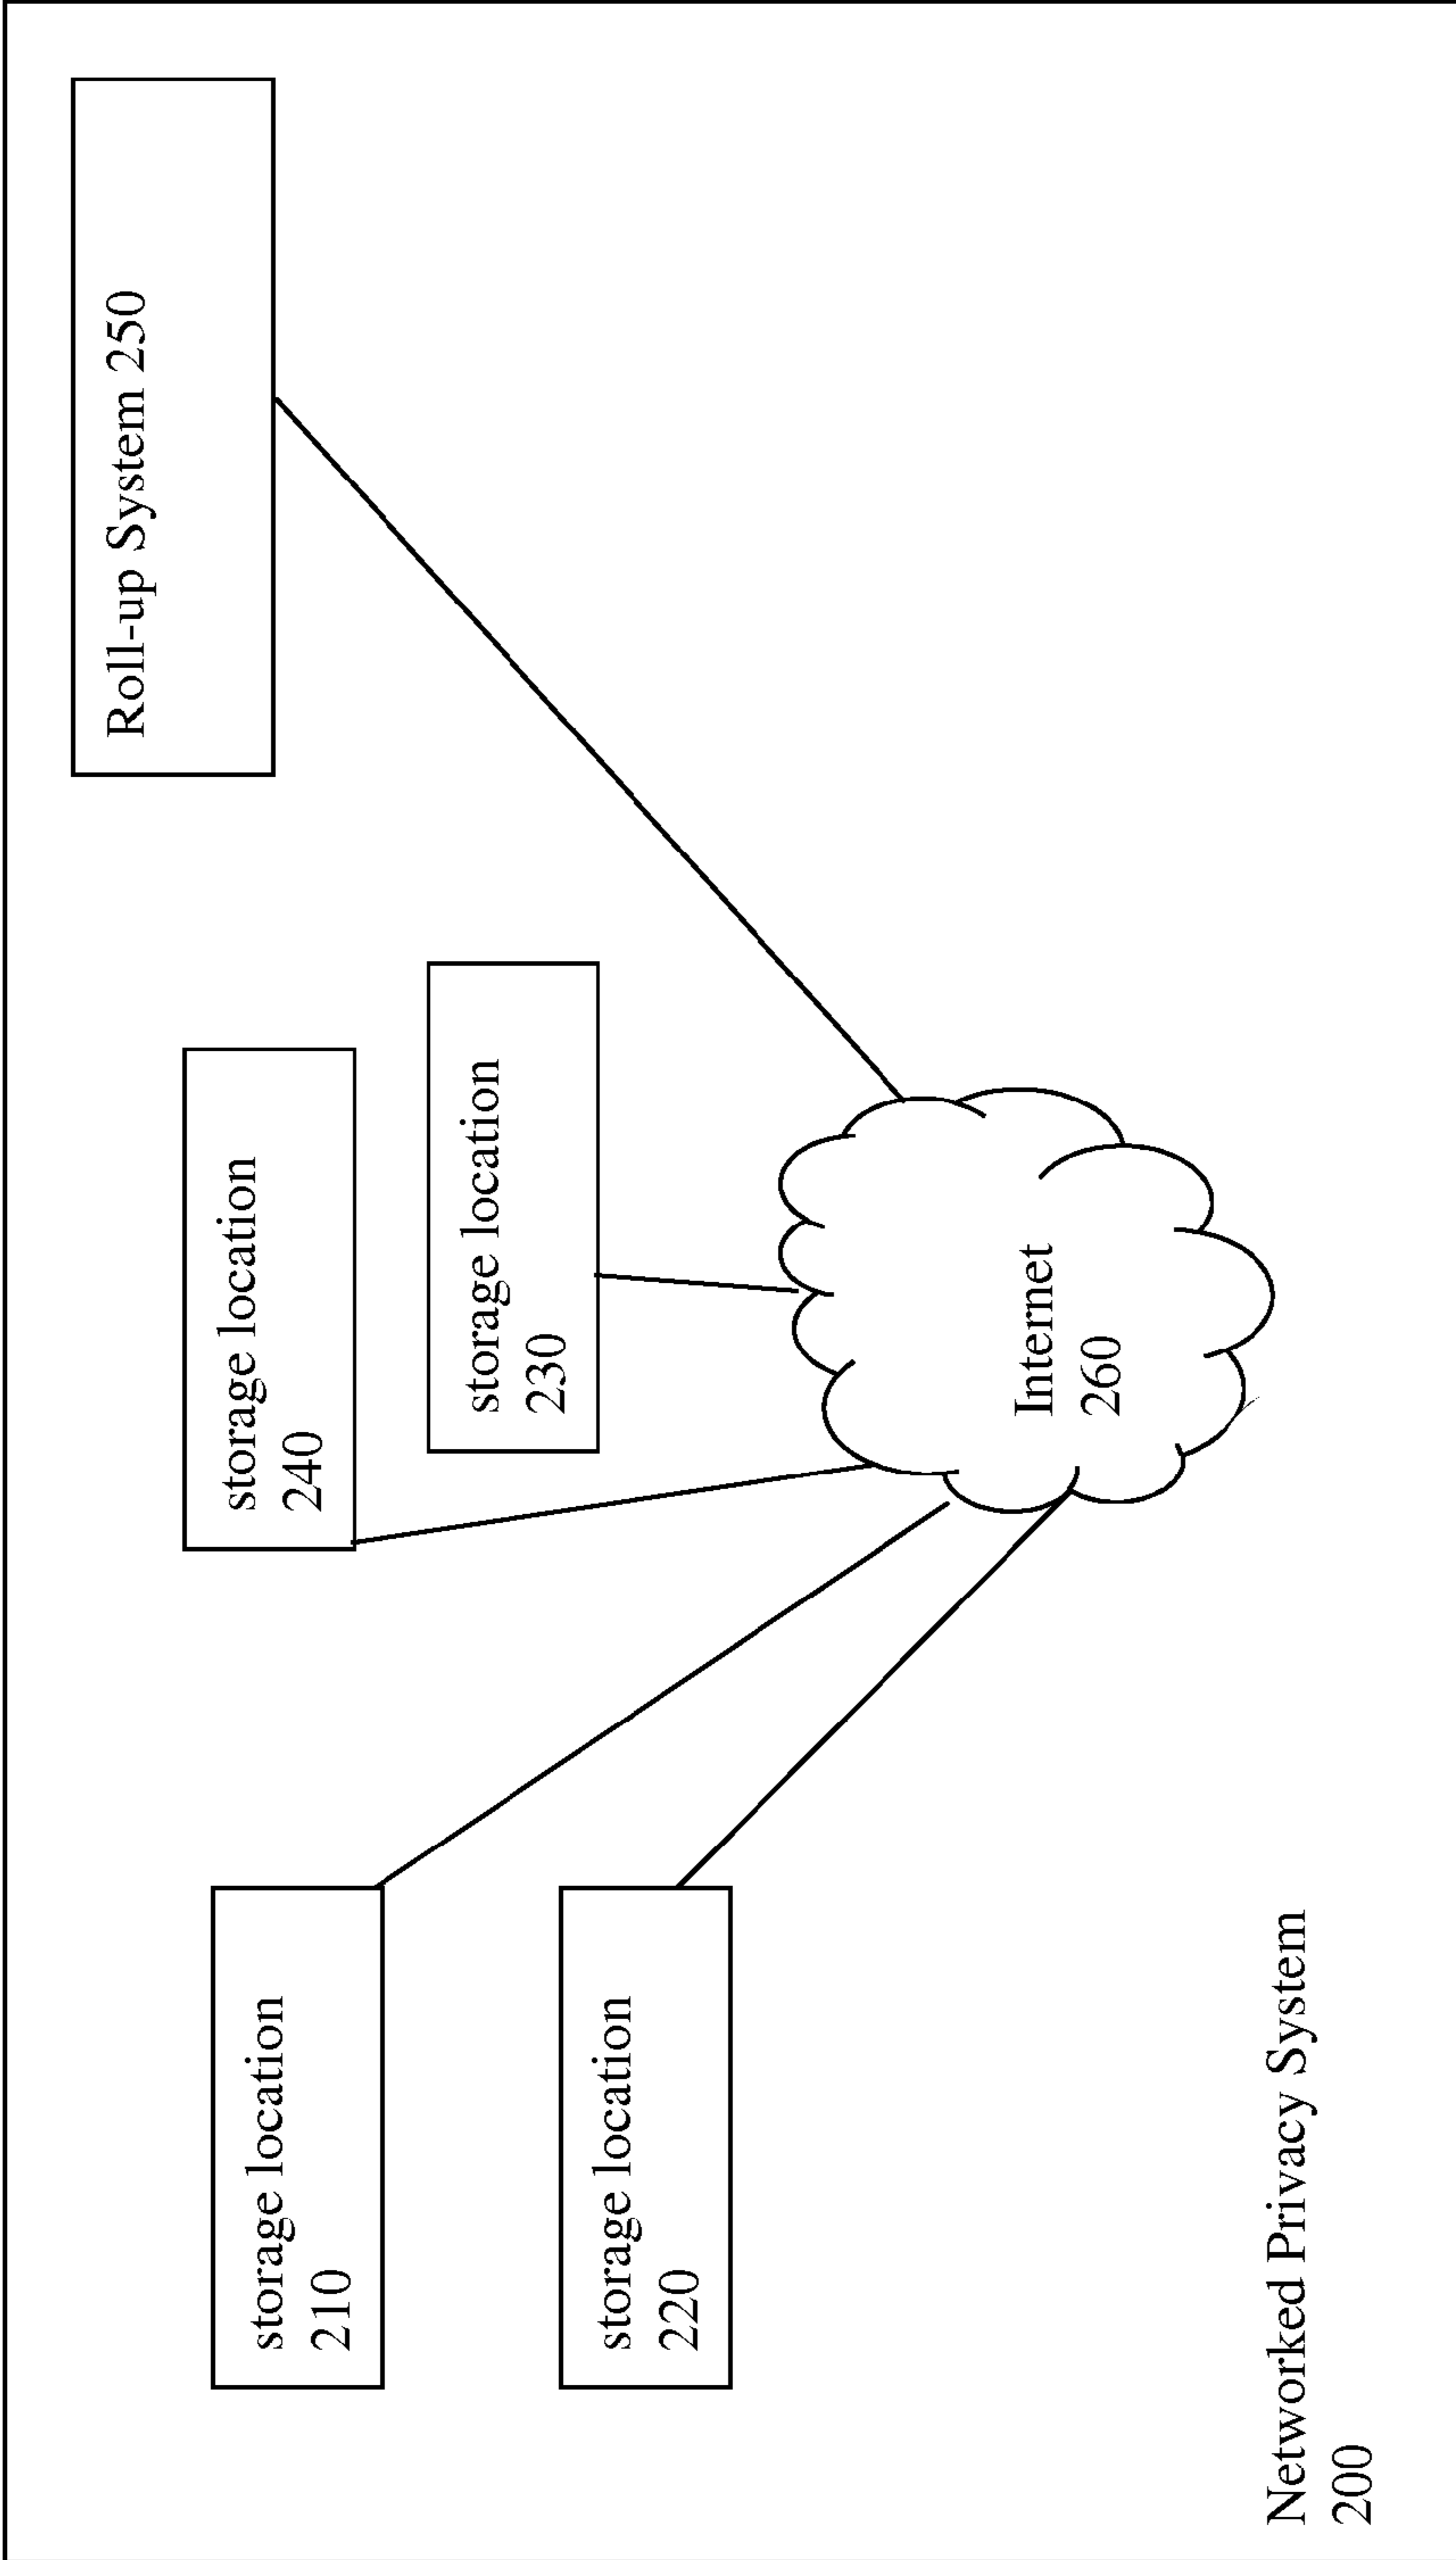 Roll-up System 250
storage location
240
storage location
230
storage location
210
storage location
220
Internet
260
Networked Privacy System
200